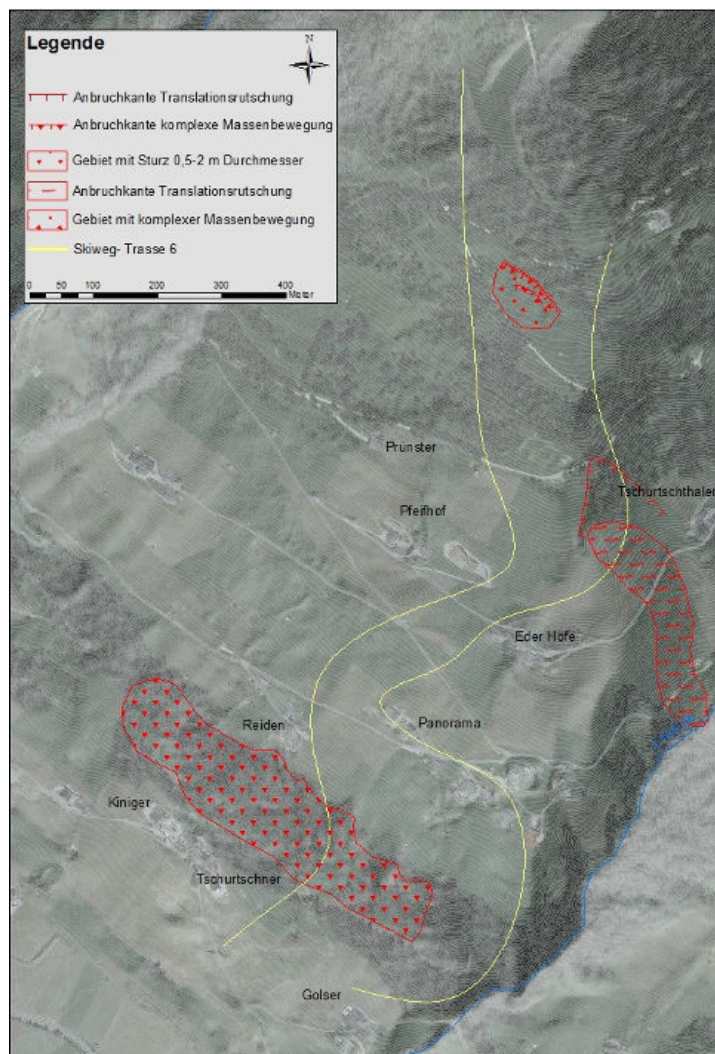 Legende
N
Anbruchkante Translationsrutschung
Anbruchkante komplexe Massenbewegung
Gebiet mit Sturz 0,5-2 m Durchmesser
Anbruchkante Translationsrutschung
Gebiet mit komplexer Massenbewegung
Skiweg- Trasse 6
0 50 100 200 300 400
Meter
Prünster
Tschurtschthaler
Pfeifhof
Eder Höfe
Reiden
Panorama
Kiniger
Tschurtschner
Golser